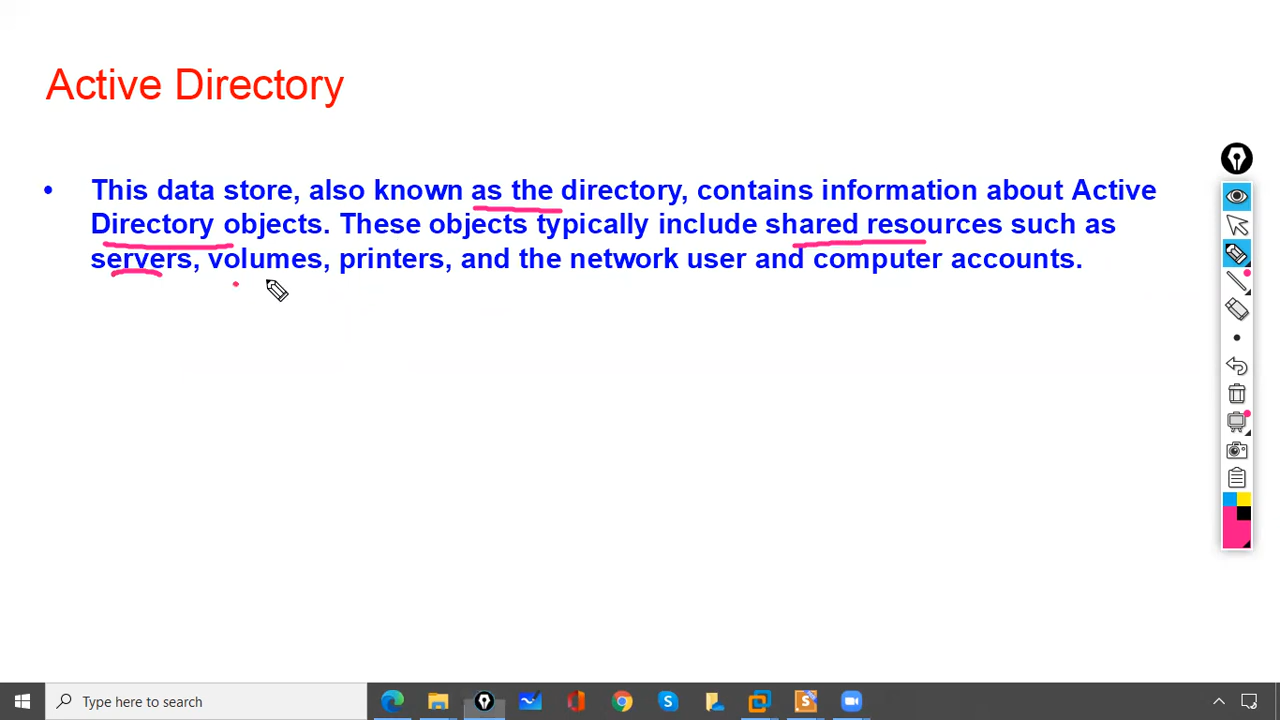 Active Directory
• This data store, also known as the directory, contains information about Active
Directory objects. These objects typically include shared resources such as
servers, volumes, printers, and the network user and computer accounts.
Type here to search